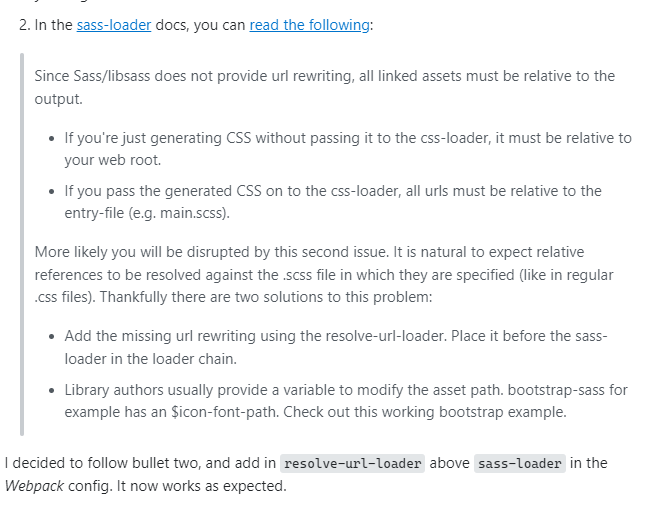 2. In the sass-loader docs, you can read the following:
Since Sass/libsass does not provide url rewriting, all linked assets must be relative to the
output.
• If you're just generating CSS without passing it to the css-loader, it must be relative to
your web root.
• If you pass the generated CSS on to the css-loader, all urls must be relative to the
entry-file (e.g. main.scss).
More likely you will be disrupted by this second issue. It is natural to expect relative
references to be resolved against the .scss file in which they are specified (like in regular
.css files). Thankfully there are two solutions to this problem:
• Add the missing url rewriting using the resolve-url-loader. Place it before the sass-
loader in the loader chain.
• Library authors usually provide a variable to modify the asset path. bootstrap-sass for
example has an $icon-font-path. Check out this working bootstrap example.
I decided to follow bullet two, and add in resolve-url-loader above sass-loader in the
Webpack config. It now works as expected.